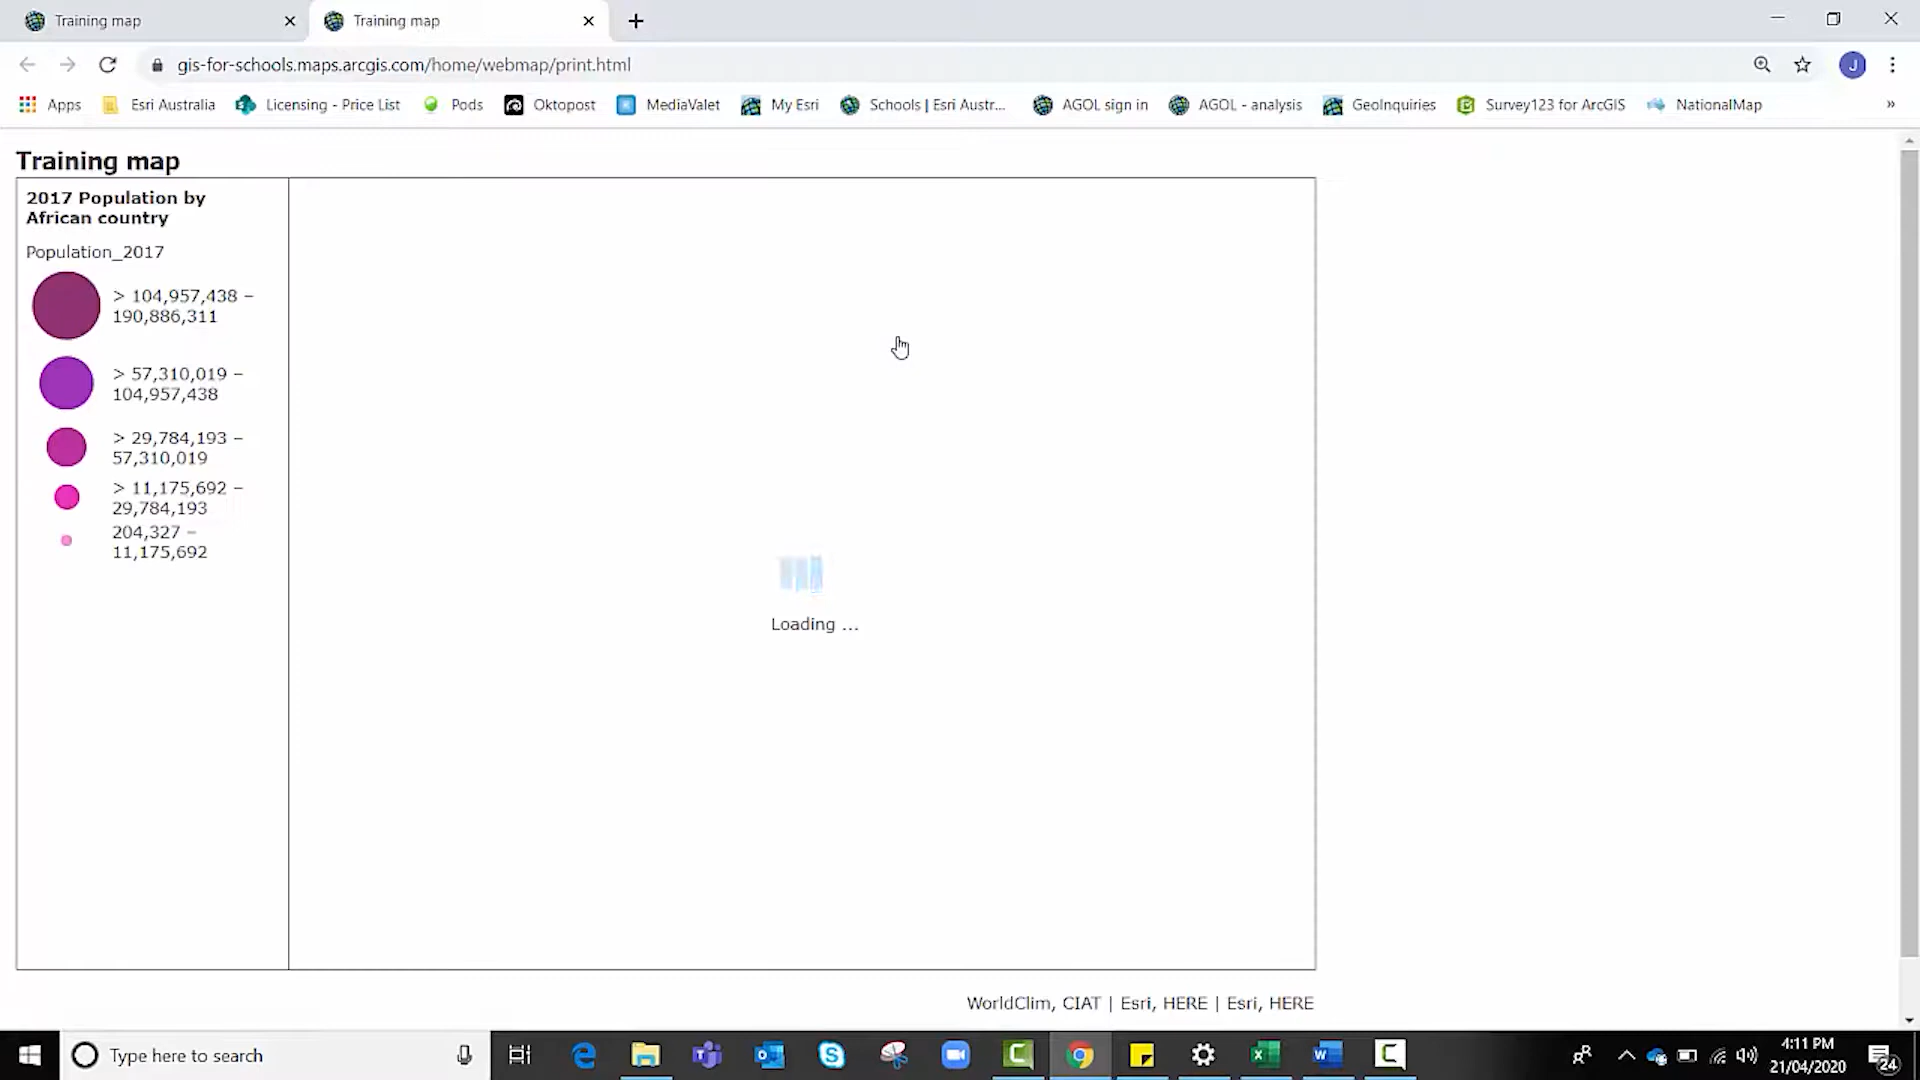 Training map
Training map
gis-for-schools.maps.arcgis.com/home/webmap/print.html
J
Apps
Esri Australia
Licensing - Price List
Pods
Oktopost
MediaValet
My Esri
Schools | Esri Austr...
AGOL sign in
AGOL - analysis
GeoInquiries
Survey123 for ArcGIS
NationalMap
»
Training map
2017 Population by
African country
Population_2017
> 104,957,438 –
190,886,311
> 57,310,019 –
104,957,438
> 29,784,193 –
57,310,019
> 11,175,692 –
29,784,193
204,327 –
11,175,692
Loading ...
WorldClim, CIAT | Esri, HERE | Esri, HERE
Type here to search
4:11 PM
21/04/2020
24